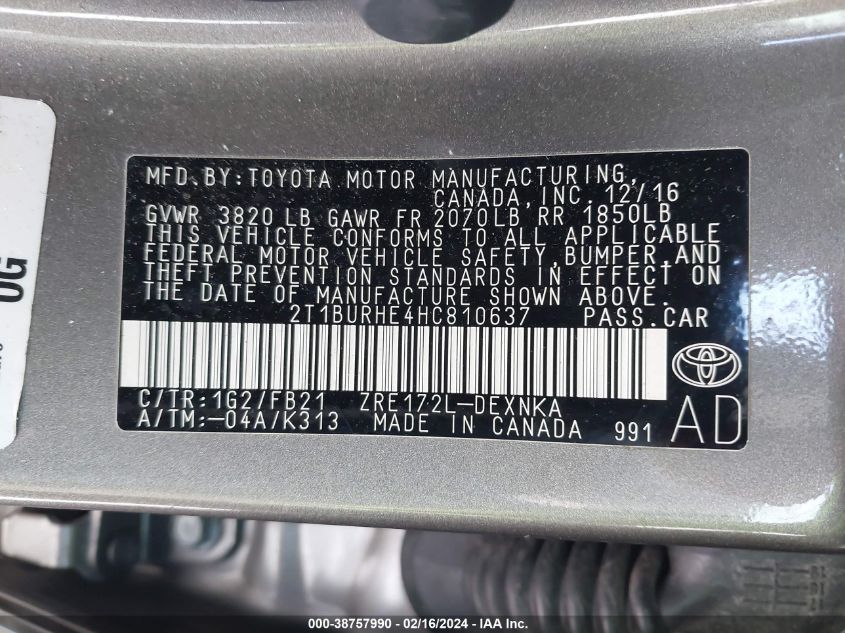 MFD.BY:TOYOTA MOTOR MANUFACTURING,
CANADA,INC. 12/16
GVWR 3820 LB GAWR FR 2070LB RR 1850LB
THIS VEHICLE CONFORMS TO ALL APPLICABLE
FEDERAL MOTOR VEHICLE SAFETY,BUMPER,AND
THEFT PREVENTION STANDARDS IN EFFECT ON
THE DATE OF MANUFACTURE SHOWN ABOVE.
2T1BURHE4HC810637 PASS.CAR
C/TR:1G2/FB21 ZRE172L-DEXNKA
A/TM:-04A/K313 MADE IN CANADA 991 AD
OG
000-38757990 - 02/16/2024 - IAA Inc.